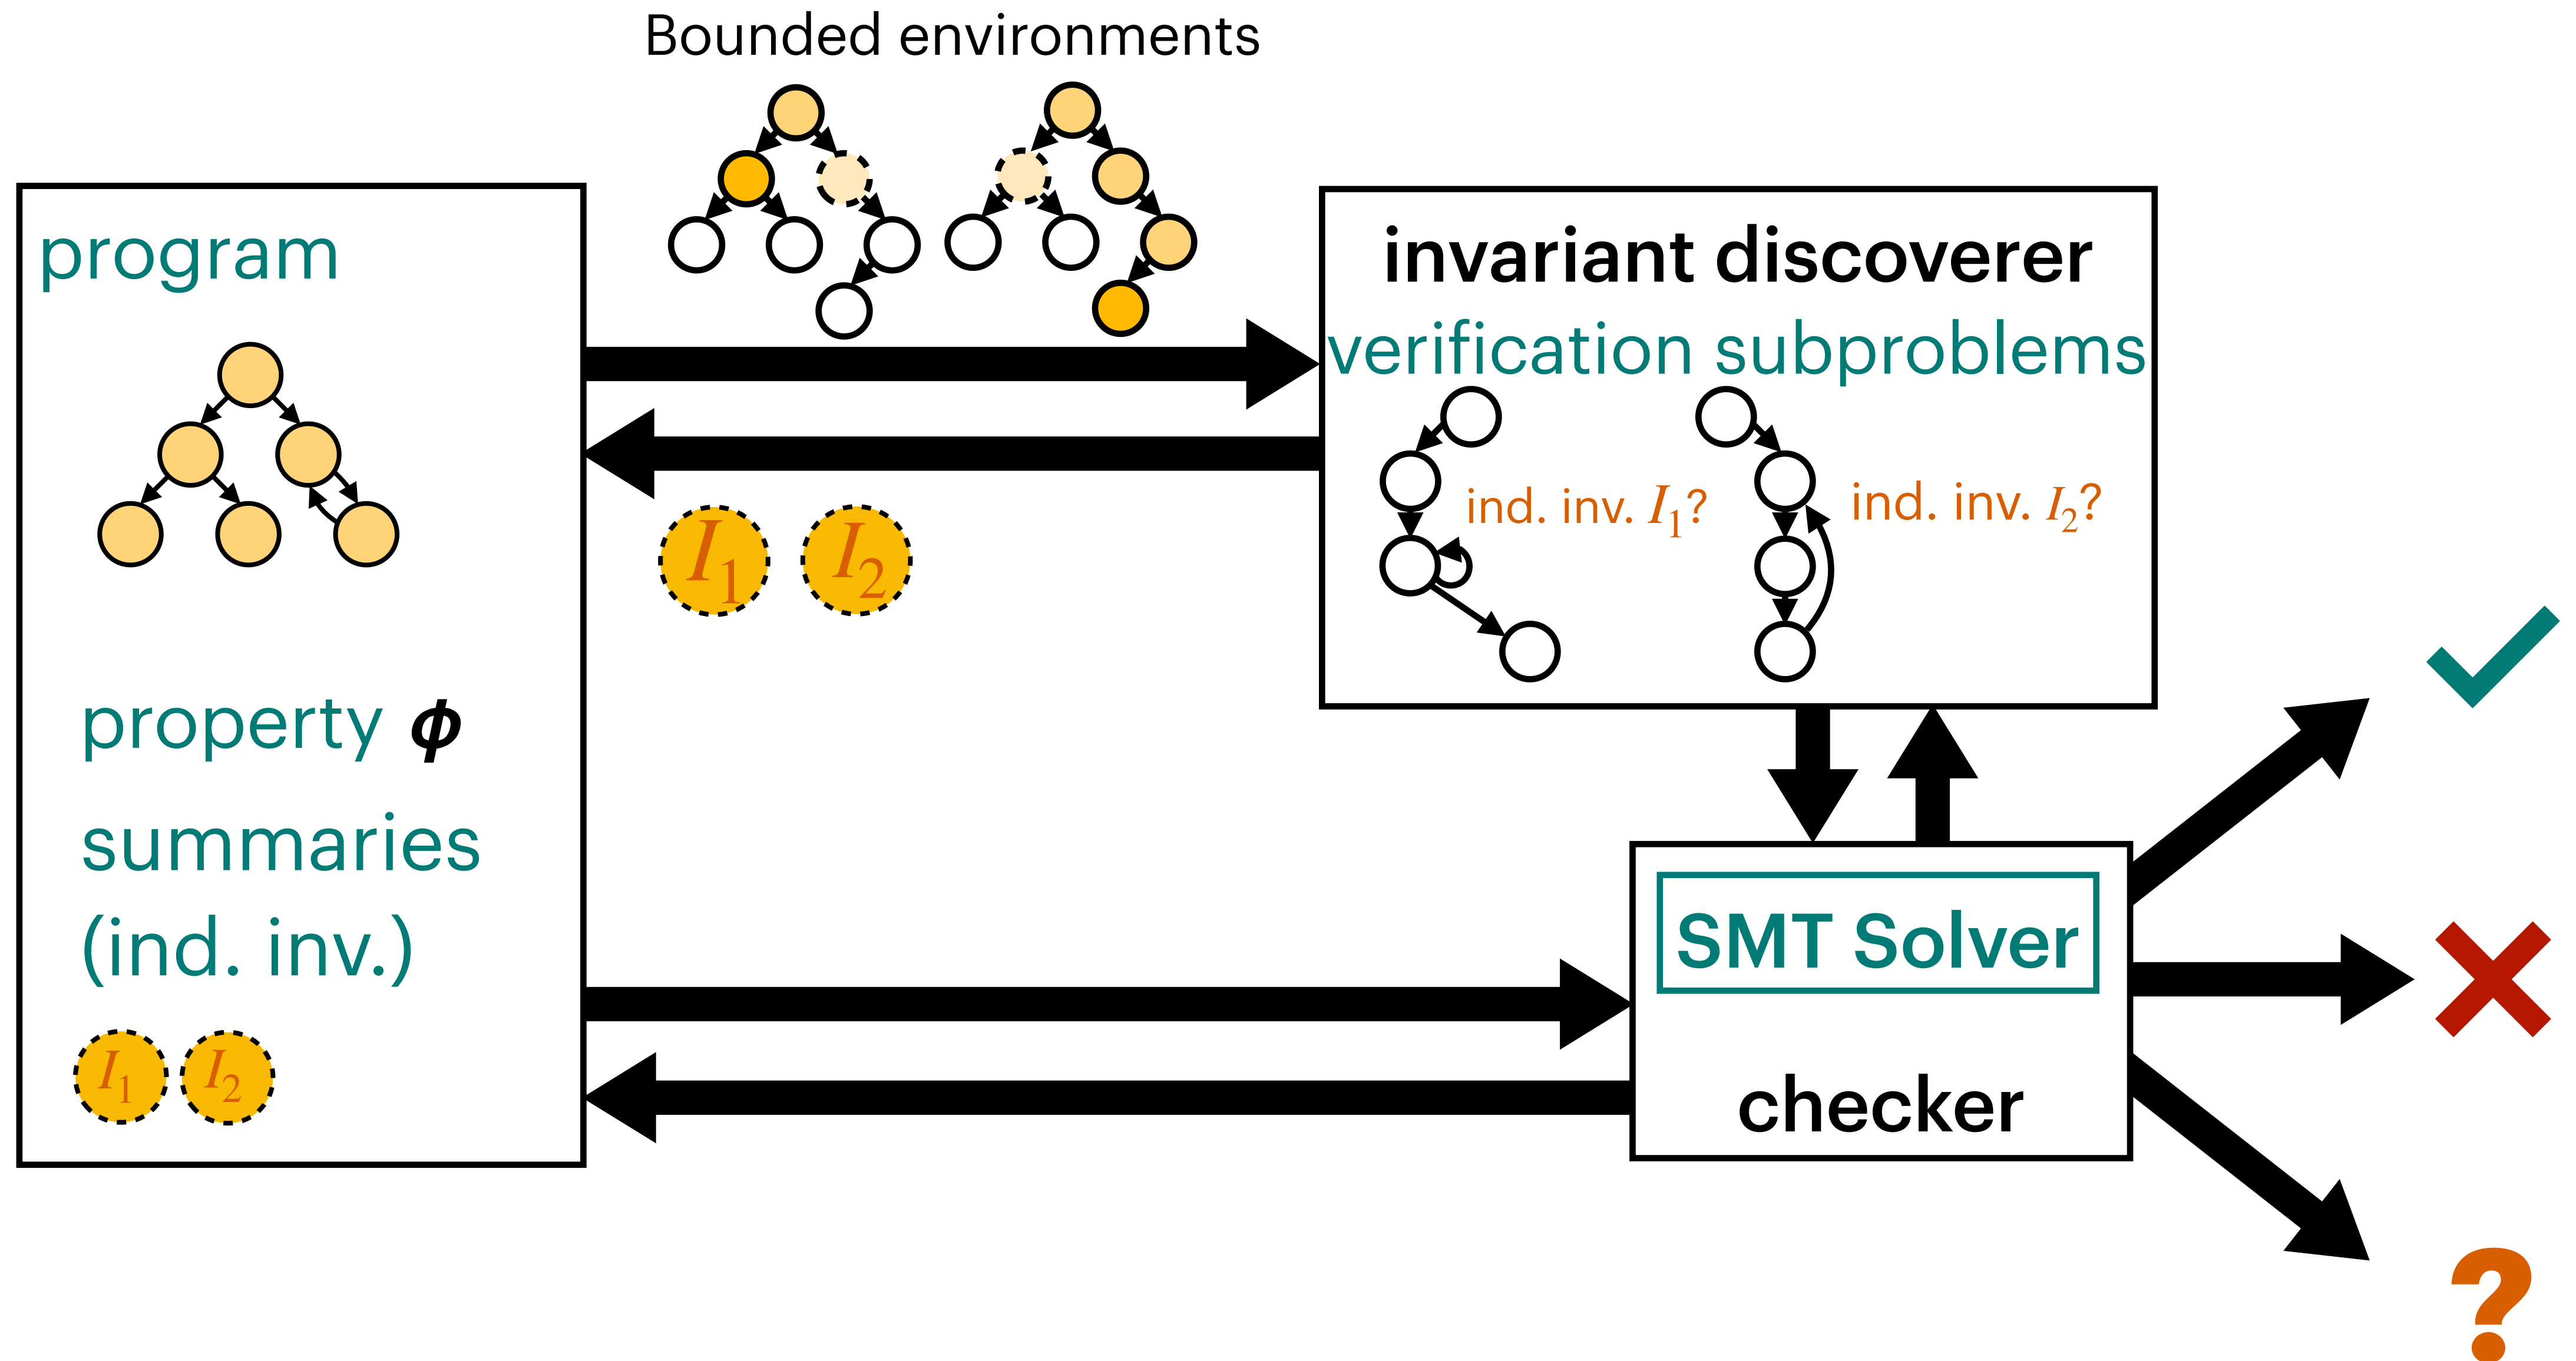 Bounded environments
program
property ϕ
summaries
(ind. inv.)
I1
I2
I1
I2
invariant discoverer
verification subproblems
ind. inv. I1?
ind. inv. I2?
SMT Solver
checker
?